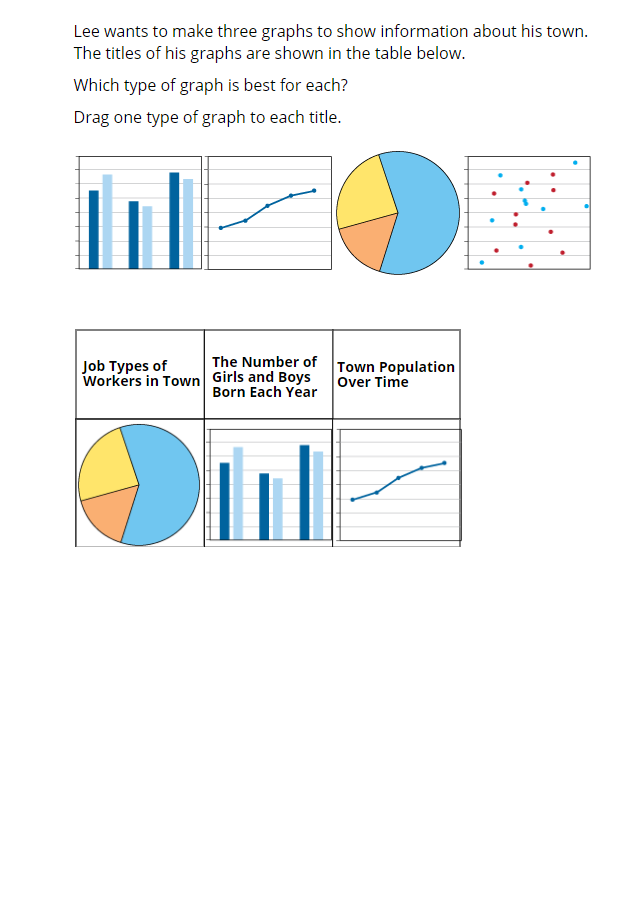 Lee wants to make three graphs to show information about his town.
The titles of his graphs are shown in the table below.
Which type of graph is best for each?
Drag one type of graph to each title.
Job Types of
Workers in Town
The Number of
Girls and Boys
Born Each Year
Town Population
Over Time